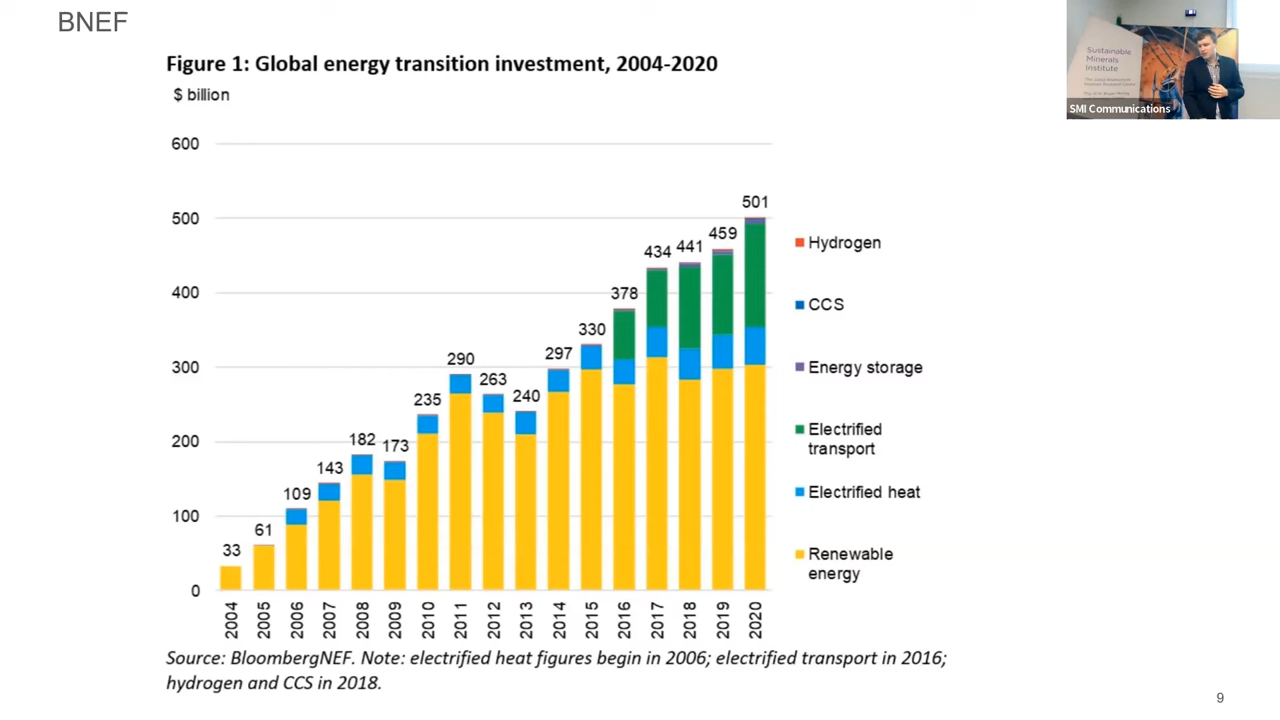 BNEF
Figure 1: Global energy transition investment, 2004-2020
$ billion
600
500
400
300
200
100
0
33
61
109
143
182
173
235
290
263
240
297
330
378
434
441
459
501
2004
2005
2006
2007
2008
2009
2010
2011
2012
2013
2014
2015
2016
2017
2018
2019
2020
Hydrogen
CCS
Energy storage
Electrified
transport
Electrified heat
Renewable
energy
Source: BloombergNEF. Note: electrified heat figures begin in 2006; electrified transport in 2016;
hydrogen and CCS in 2018.
Sustainable
Minerals
Institute
SMI Communications
9